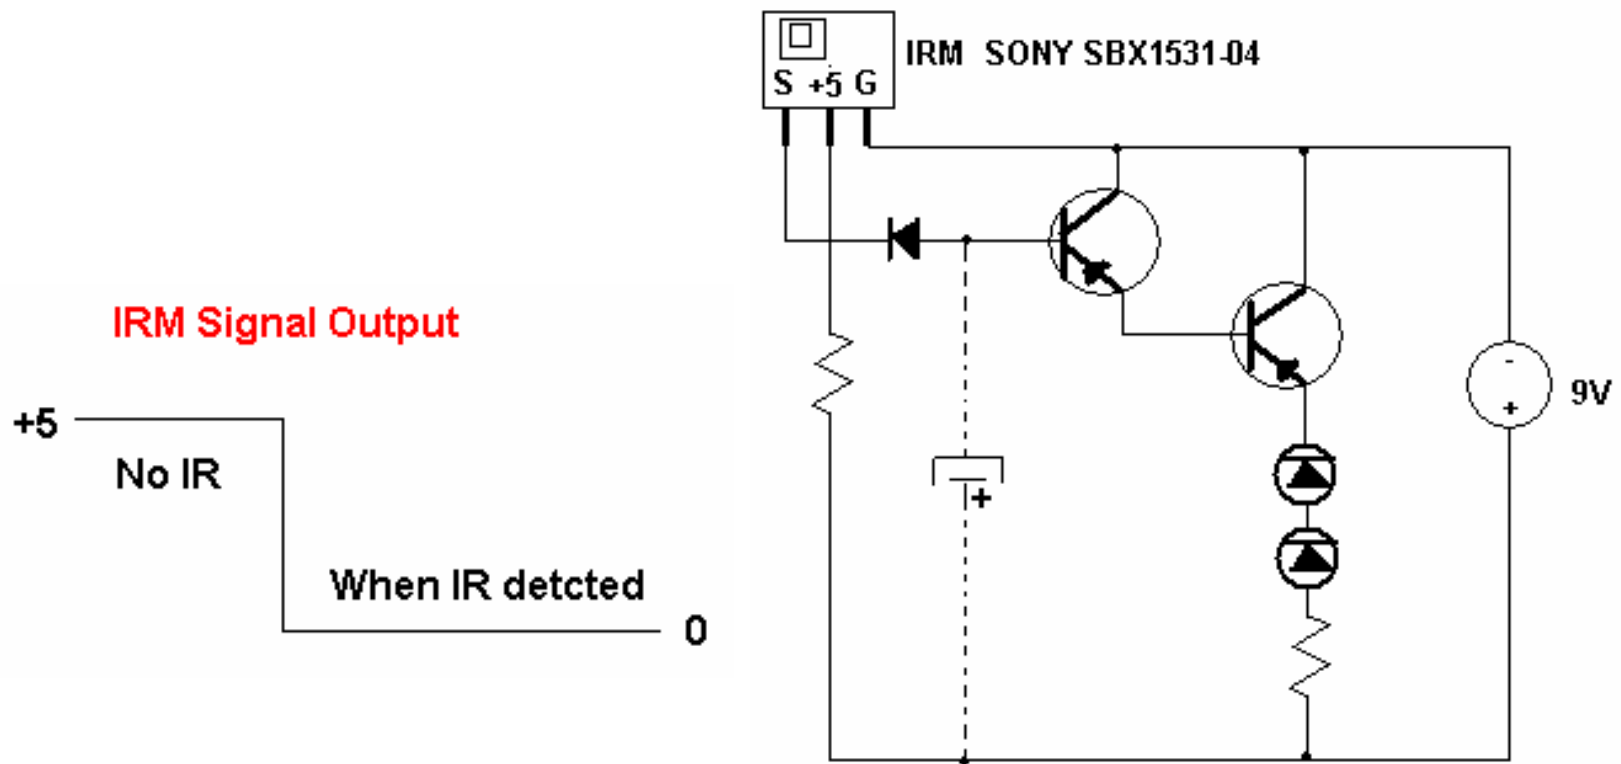 IRM Signal Output
+5
No IR
When IR detcted
0
IRM SONY SBX1531-04
S +5 G
+
-
+
9V